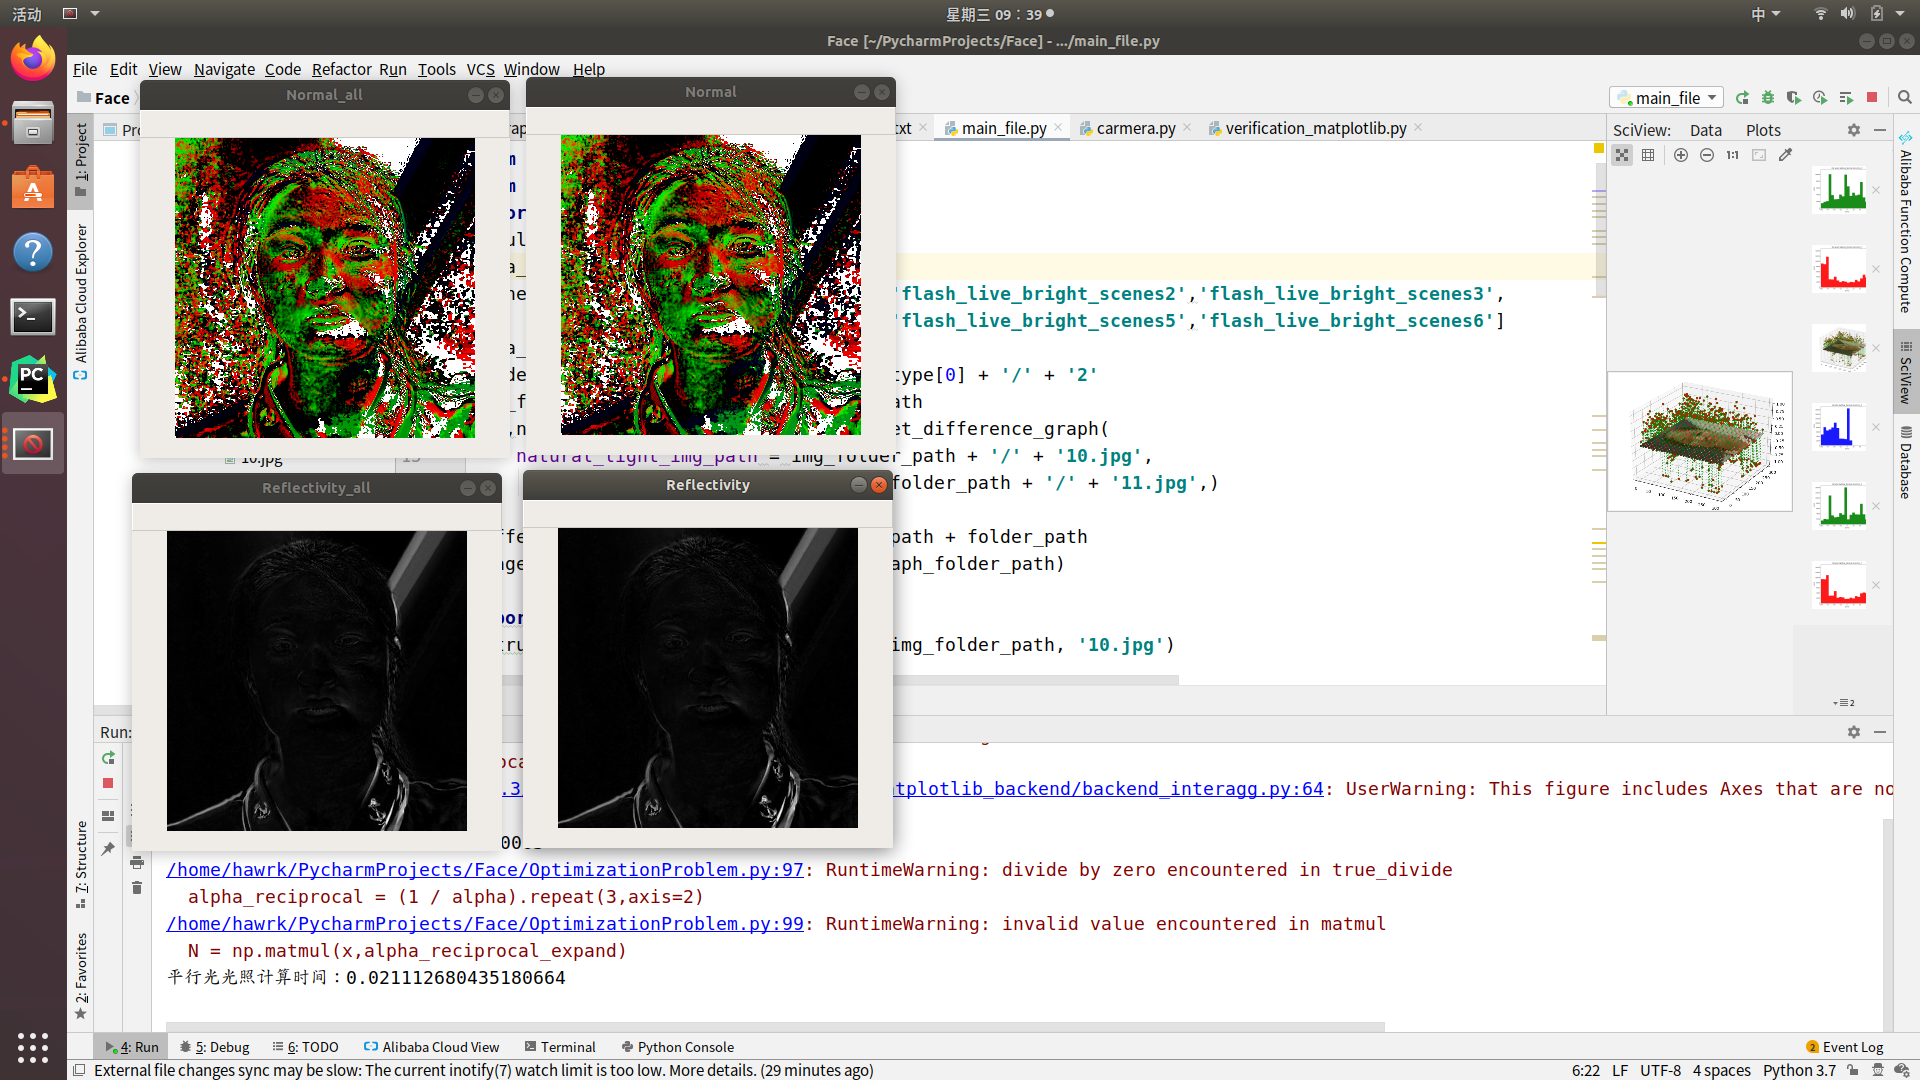 活动
星期三 09：39
中
Face [~/PycharmProjects/Face] - .../main_file.py
File Edit View Navigate Code Refactor Run Tools VCS Window Help
Face
main_file
Normal_all
Normal
txt
main_file.py
carmera.py
verification_matplotlib.py
SciView: Data Plots
1:1
1: Project
Alibaba Cloud Explorer
7: Structure
2: Favorites
Alibaba Function Compute
SciView
Database
'flash_live_bright_scenes2','flash_live_bright_scenes3',
'flash_live_bright_scenes5','flash_live_bright_scenes6']
type[0] + '/' + '2'
ath
et_difference_graph(
10.jpg
natural_light_img_path = img_folder_path + '/' + '10.jpg',
folder_path + '/' + '11.jpg',)
path + folder_path
aph_folder_path)
img_folder_path, '10.jpg')
Reflectivity_all
Reflectivity
2
Run:
tplotlib_backend/backend_interagg.py:64: UserWarning: This figure includes Axes that are no
/home/hawrk/PycharmProjects/Face/OptimizationProblem.py:97: RuntimeWarning: divide by zero encountered in true_divide
alpha_reciprocal = (1 / alpha).repeat(3,axis=2)
/home/hawrk/PycharmProjects/Face/OptimizationProblem.py:99: RuntimeWarning: invalid value encountered in matmul
N = np.matmul(x,alpha_reciprocal_expand)
平行光光照计算时间：0.021112680435180664
4: Run 5: Debug 6: TODO Alibaba Cloud View Terminal Python Console
2 Event Log
External file changes sync may be slow: The current inotify(7) watch limit is too low. More details. (29 minutes ago)
6:22 LF UTF-8 4 spaces Python 3.7